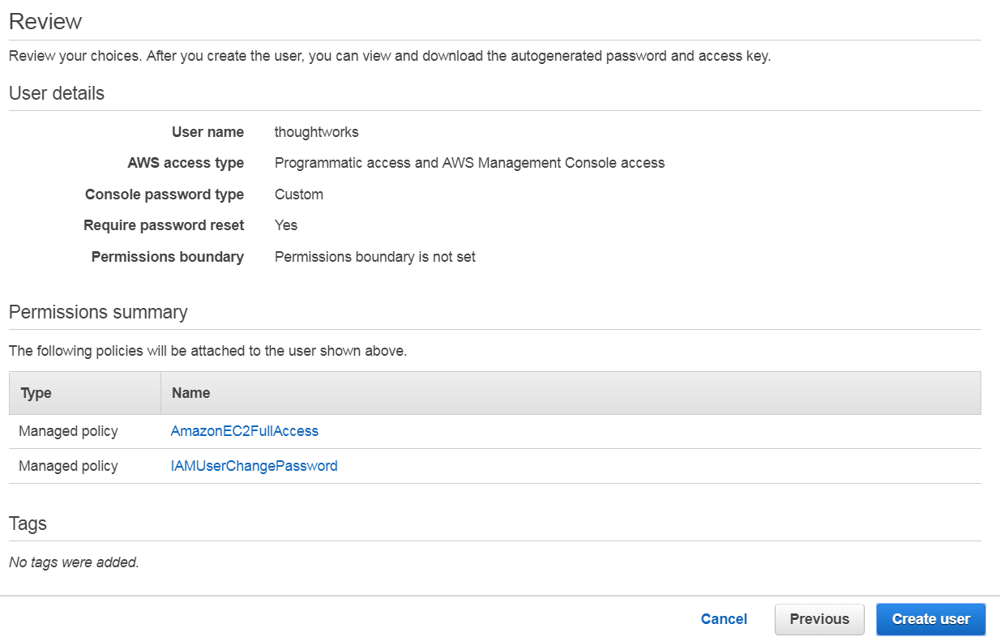 Review
Review your choices. After you create the user, you can view and download the autogenerated password and access key.
User details
User name thoughtworks
AWS access type Programmatic access and AWS Management Console access
Console password type Custom
Require password reset Yes
Permissions boundary Permissions boundary is not set
Permissions summary
The following policies will be attached to the user shown above.
Type Name
Managed policy AmazonEC2FullAccess
Managed policy IAMUserChangePassword
Tags
No tags were added.
Cancel Previous Create user